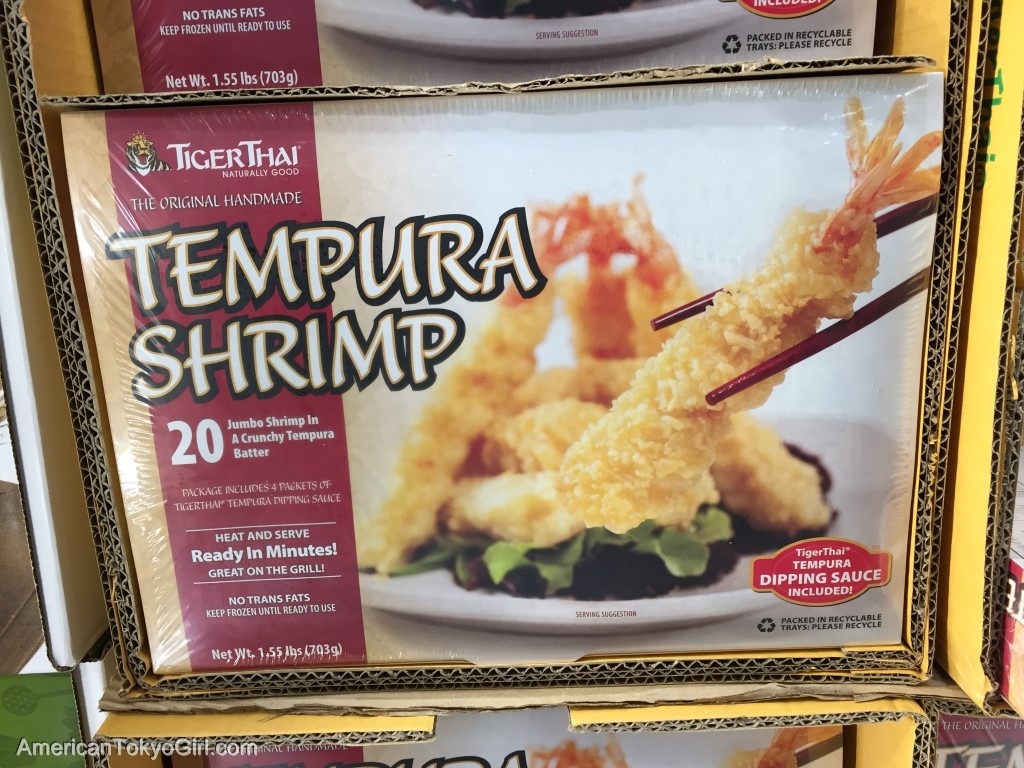 NO TRANS FATS
KEEP FROZEN UNTIL READY TO USE
Net Wt. 1.55 lbs (703g)
SERVING SUGGESTION
INCLUDED!
PACKED IN RECYCLABLE
TRAYS: PLEASE RECYCLE
TIGERTHAI
NATURALLY GOOD
THE ORIGINAL HANDMADE
TEMPURA
SHRIMP
20 Jumbo Shrimp In
A Crunchy Tempura
Batter
PACKAGE INCLUDES 4 PACKETS OF
TIGERTHAI® TEMPURA DIPPING SAUCE
HEAT AND SERVE
Ready In Minutes!
GREAT ON THE GRILL!
NO TRANS FATS
KEEP FROZEN UNTIL READY TO USE
Net Wt. 1.55 lbs (703g)
TigerThai®
TEMPURA
DIPPING SAUCE
INCLUDED!
SERVING SUGGESTION
PACKED IN RECYCLABLE
TRAYS: PLEASE RECYCLE
HANDMADE
TEMPURA
THE ORIGINAL
AmericanTokyoGirl.com